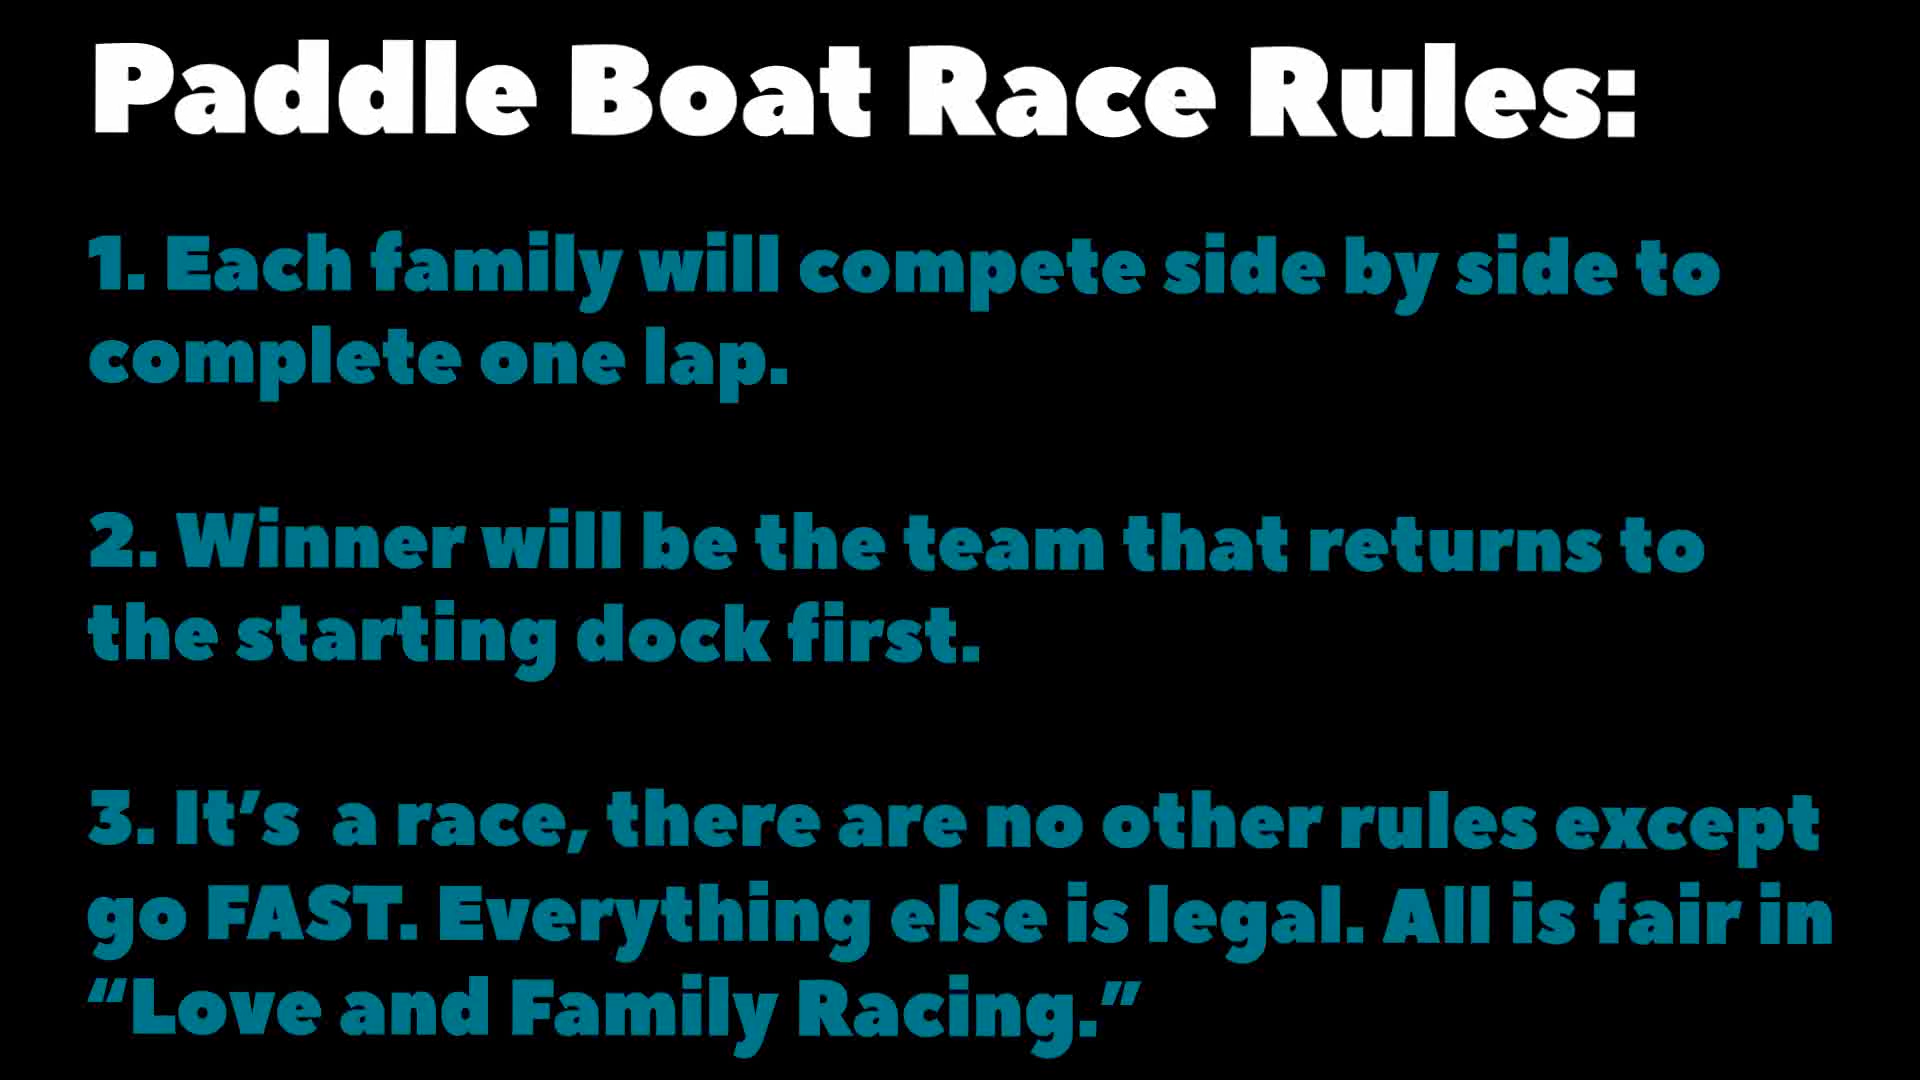 Paddle Boat Race Rules:
1. Each family will compete side by side to
complete one lap.
2. Winner will be the team that returns to
the starting dock first.
3. It’s  a race, there are no other rules except
go FAST. Everything else is legal. All is fair in
“Love and Family Racing.”